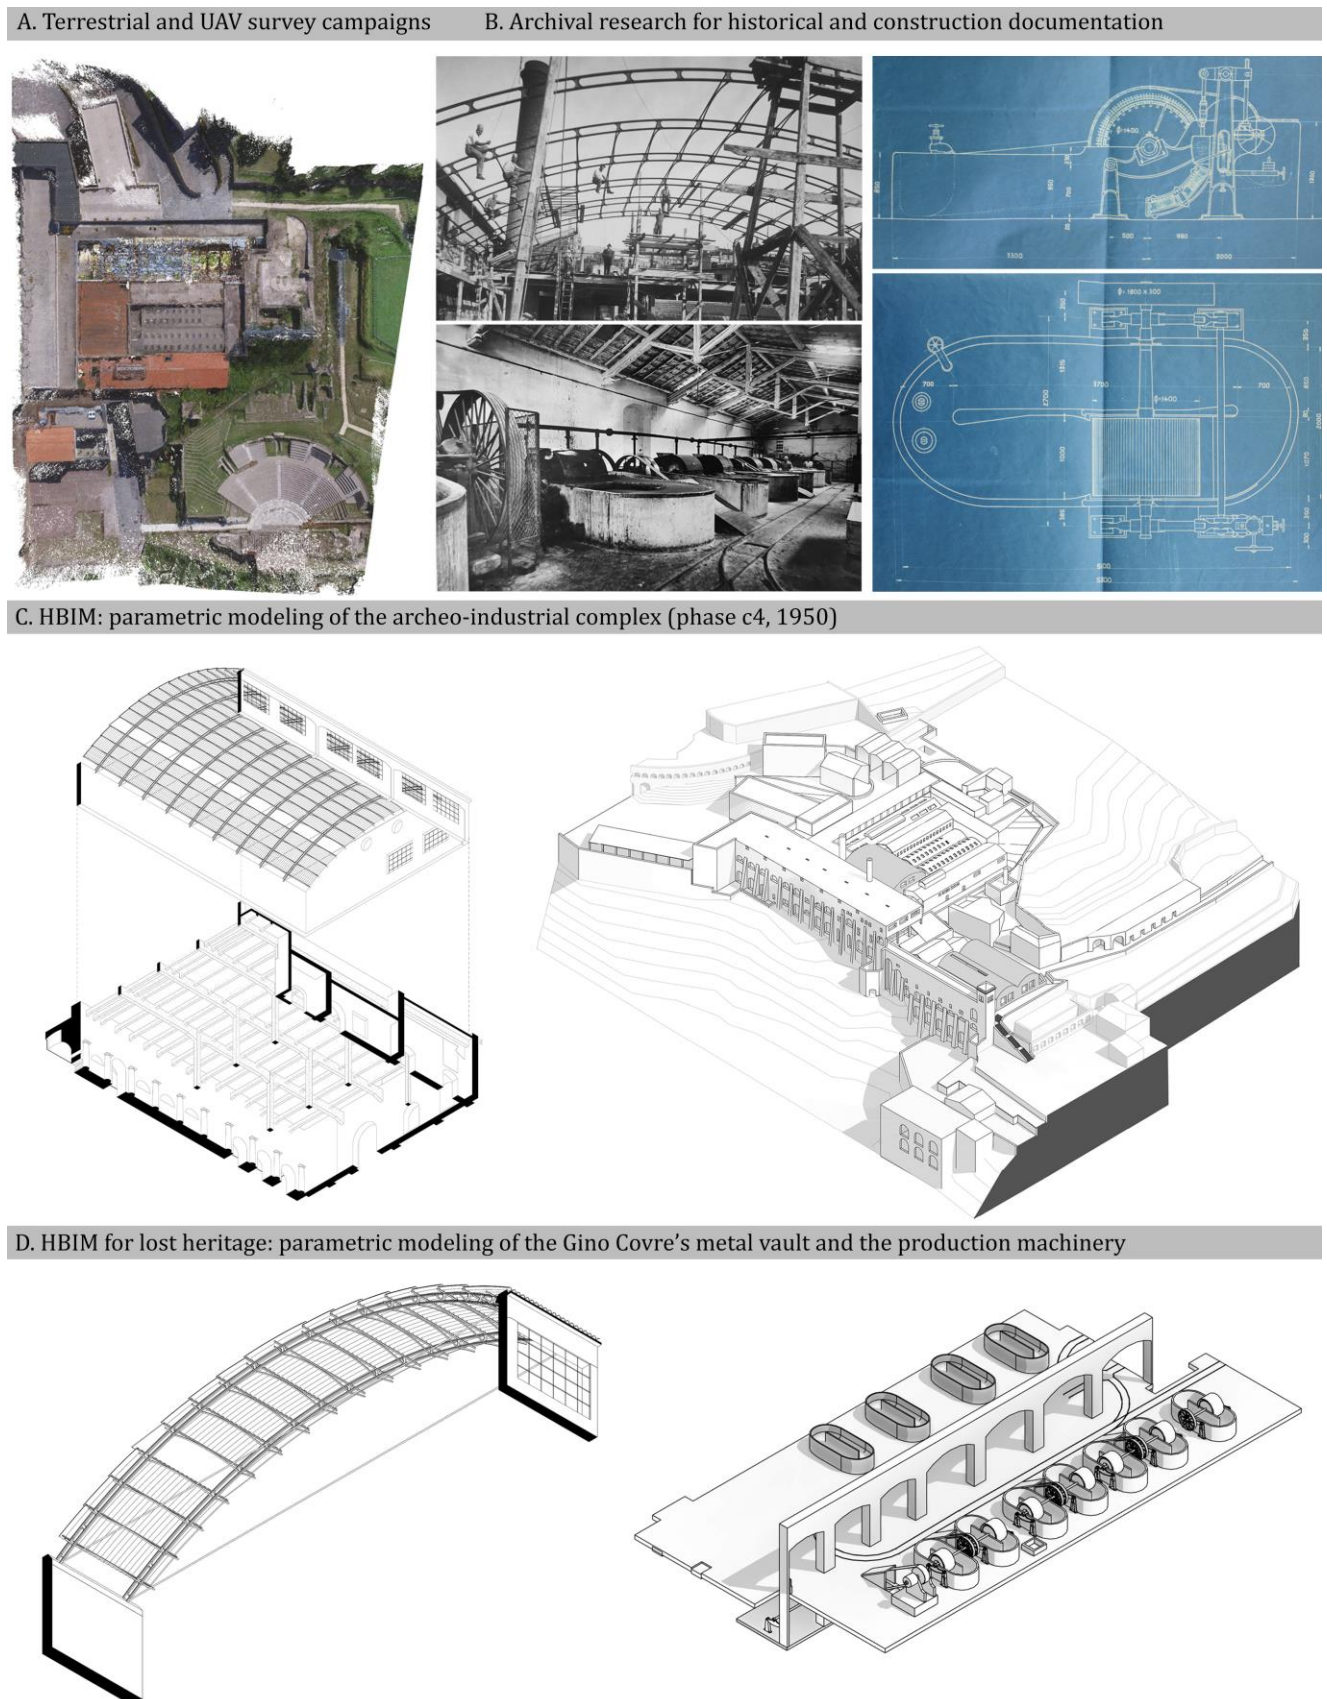 A. Terrestrial and UAV survey campaigns
B. Archival research for historical and construction documentation
C. HBIM: parametric modeling of the archeo-industrial complex (phase c4, 1950)
D. HBIM for lost heritage: parametric modeling of the Gino Covre's metal vault and the production machinery